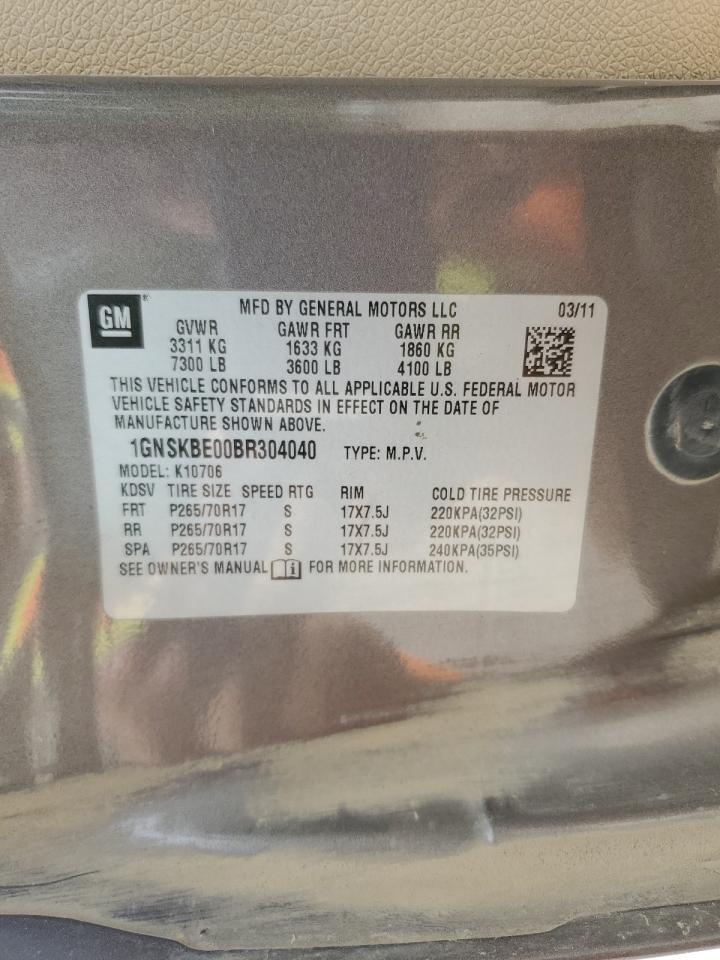 GM ®
MFD BY GENERAL MOTORS LLC 03/11
GVWR GAWR FRT GAWR RR
3311 KG 1633 KG 1860 KG
7300 LB 3600 LB 4100 LB
THIS VEHICLE CONFORMS TO ALL APPLICABLE U.S. FEDERAL MOTOR
VEHICLE SAFETY STANDARDS IN EFFECT ON THE DATE OF
MANUFACTURE SHOWN ABOVE.
1GNSKBE00BR304040 TYPE: M.P.V.
MODEL: K10706
KDSV TIRE SIZE SPEED RTG RIM COLD TIRE PRESSURE
FRT P265/70R17 S 17X7.5J 220KPA(32PSI)
RR P265/70R17 S 17X7.5J 220KPA(32PSI)
SPA P265/70R17 S 17X7.5J 240KPA(35PSI)
SEE OWNER'S MANUAL i FOR MORE INFORMATION.